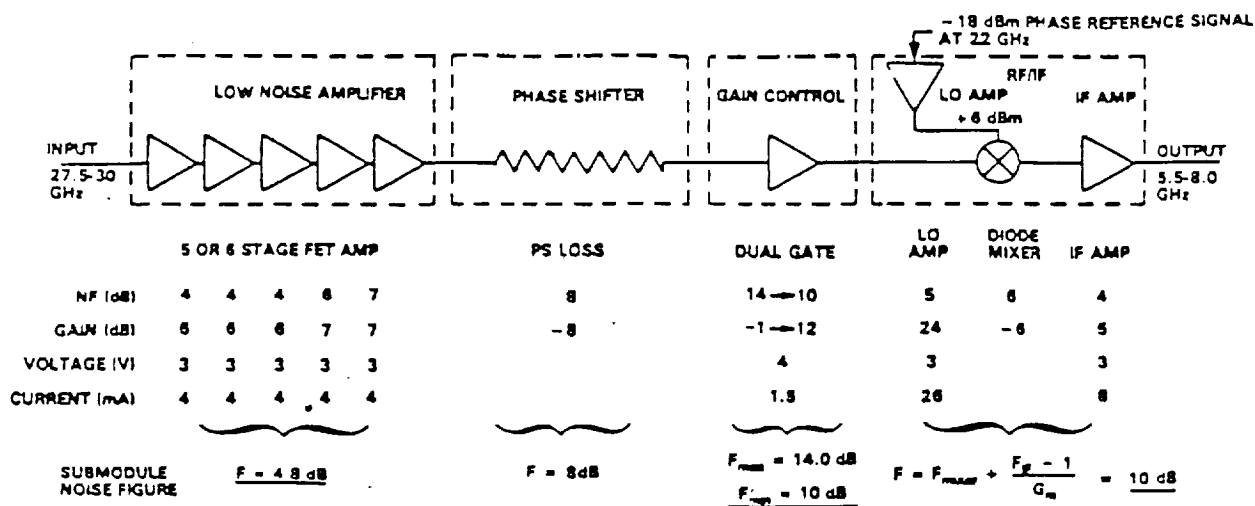 - 18 dBm PHASE REFERENCE SIGNAL
AT 22 GHz
LOW NOISE AMPLIFIER
PHASE SHIFTER
GAIN CONTROL
RF/IF
LO AMP
IF AMP
+ 6 dBm
INPUT
27.5-30
GHz
OUTPUT
5.5-8.0
GHz
5 OR 6 STAGE FET AMP
PS LOSS
DUAL GATE
LO
AMP
DIODE
MIXER
IF AMP
NF (dB) 4 4 4 6 7 8 14→10 5 6 4
GAIN (dB) 6 6 6 7 7 -8 -1→12 24 -6 5
VOLTAGE (V) 3 3 3 3 3 4 3 3
CURRENT (mA) 4 4 4 4 4 1.5 26
SUBMODULE
NOISE FIGURE
F = 4.8 dB
F = 8dB
F max = 14.0 dB
F min = 10 dB
F = F mixer + (F IF - 1) / G m = 10 dB